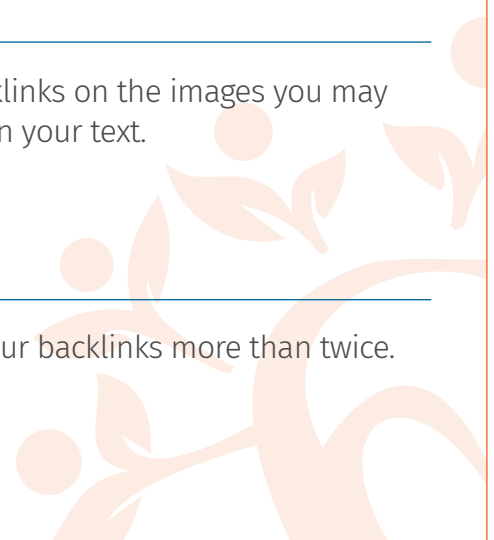 klinks on the images you may
n your text.
ur backlinks more than twice.